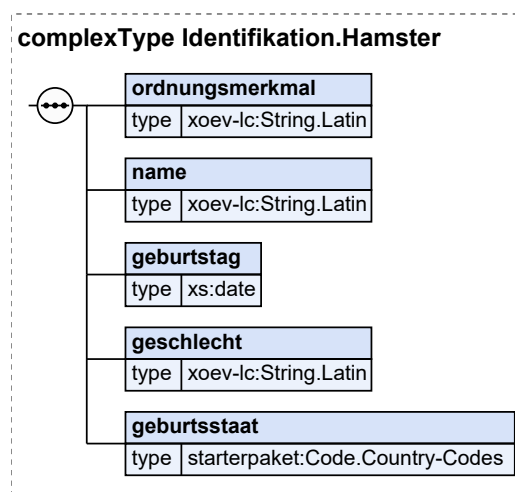 complexType Identifikation.Hamster
ordnungsmerkmal
type xoev-lc:String.Latin
name
type xoev-lc:String.Latin
geburtstag
type xs:date
geschlecht
type xoev-lc:String.Latin
geburtsstaat
type starterpaket:Code.Country-Codes